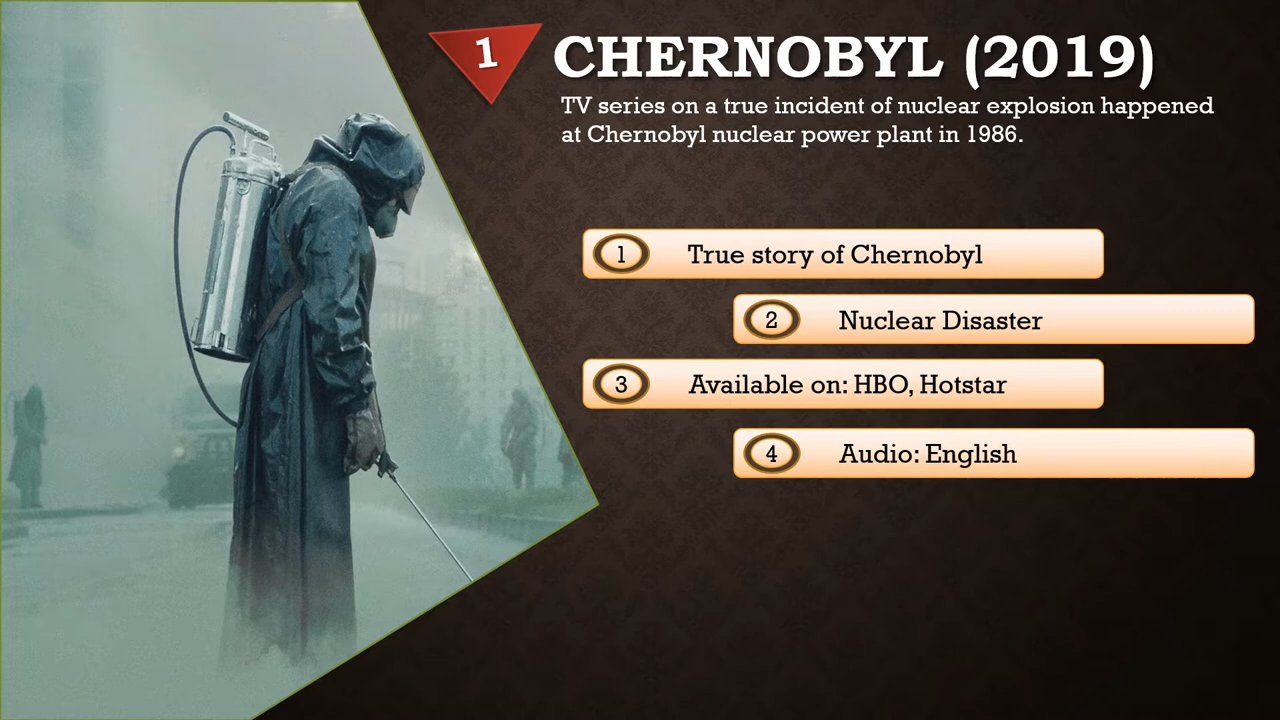 1
CHERNOBYL (2019)
TV series on a true incident of nuclear explosion happened
at Chernobyl nuclear power plant in 1986.
1 True story of Chernobyl
2 Nuclear Disaster
3 Available on: HBO, Hotstar
4 Audio: English